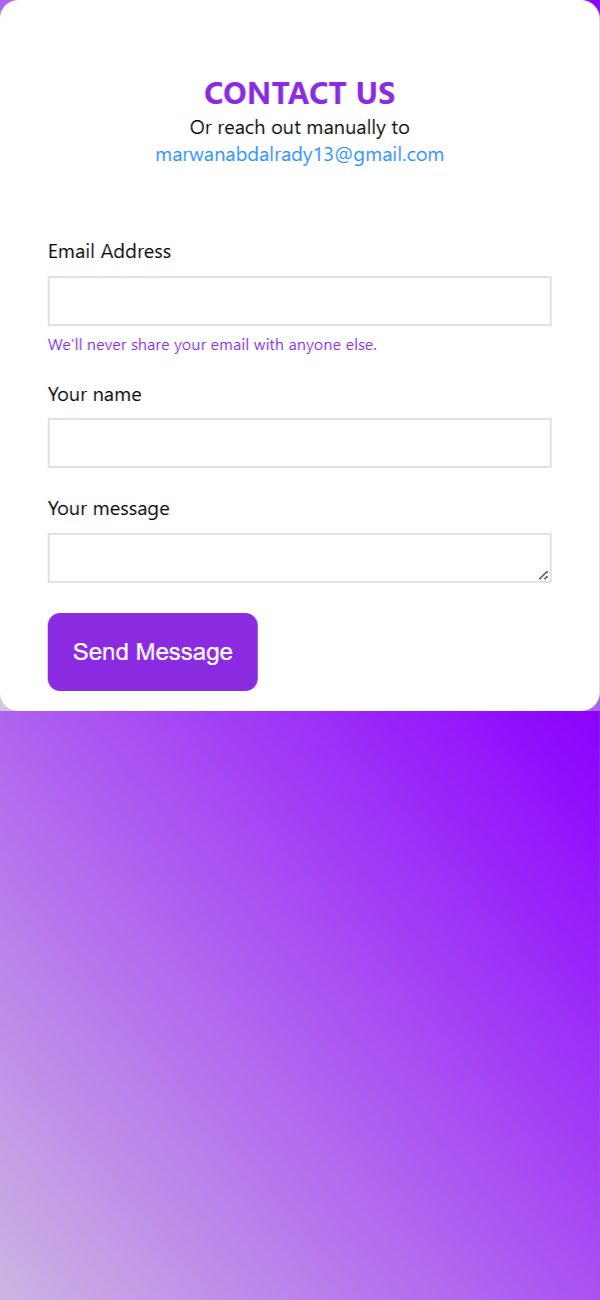 CONTACT US
Or reach out manually to
marwanabdalrady13@gmail.com
Email Address
We'll never share your email with anyone else.
Your name
Your message
Send Message